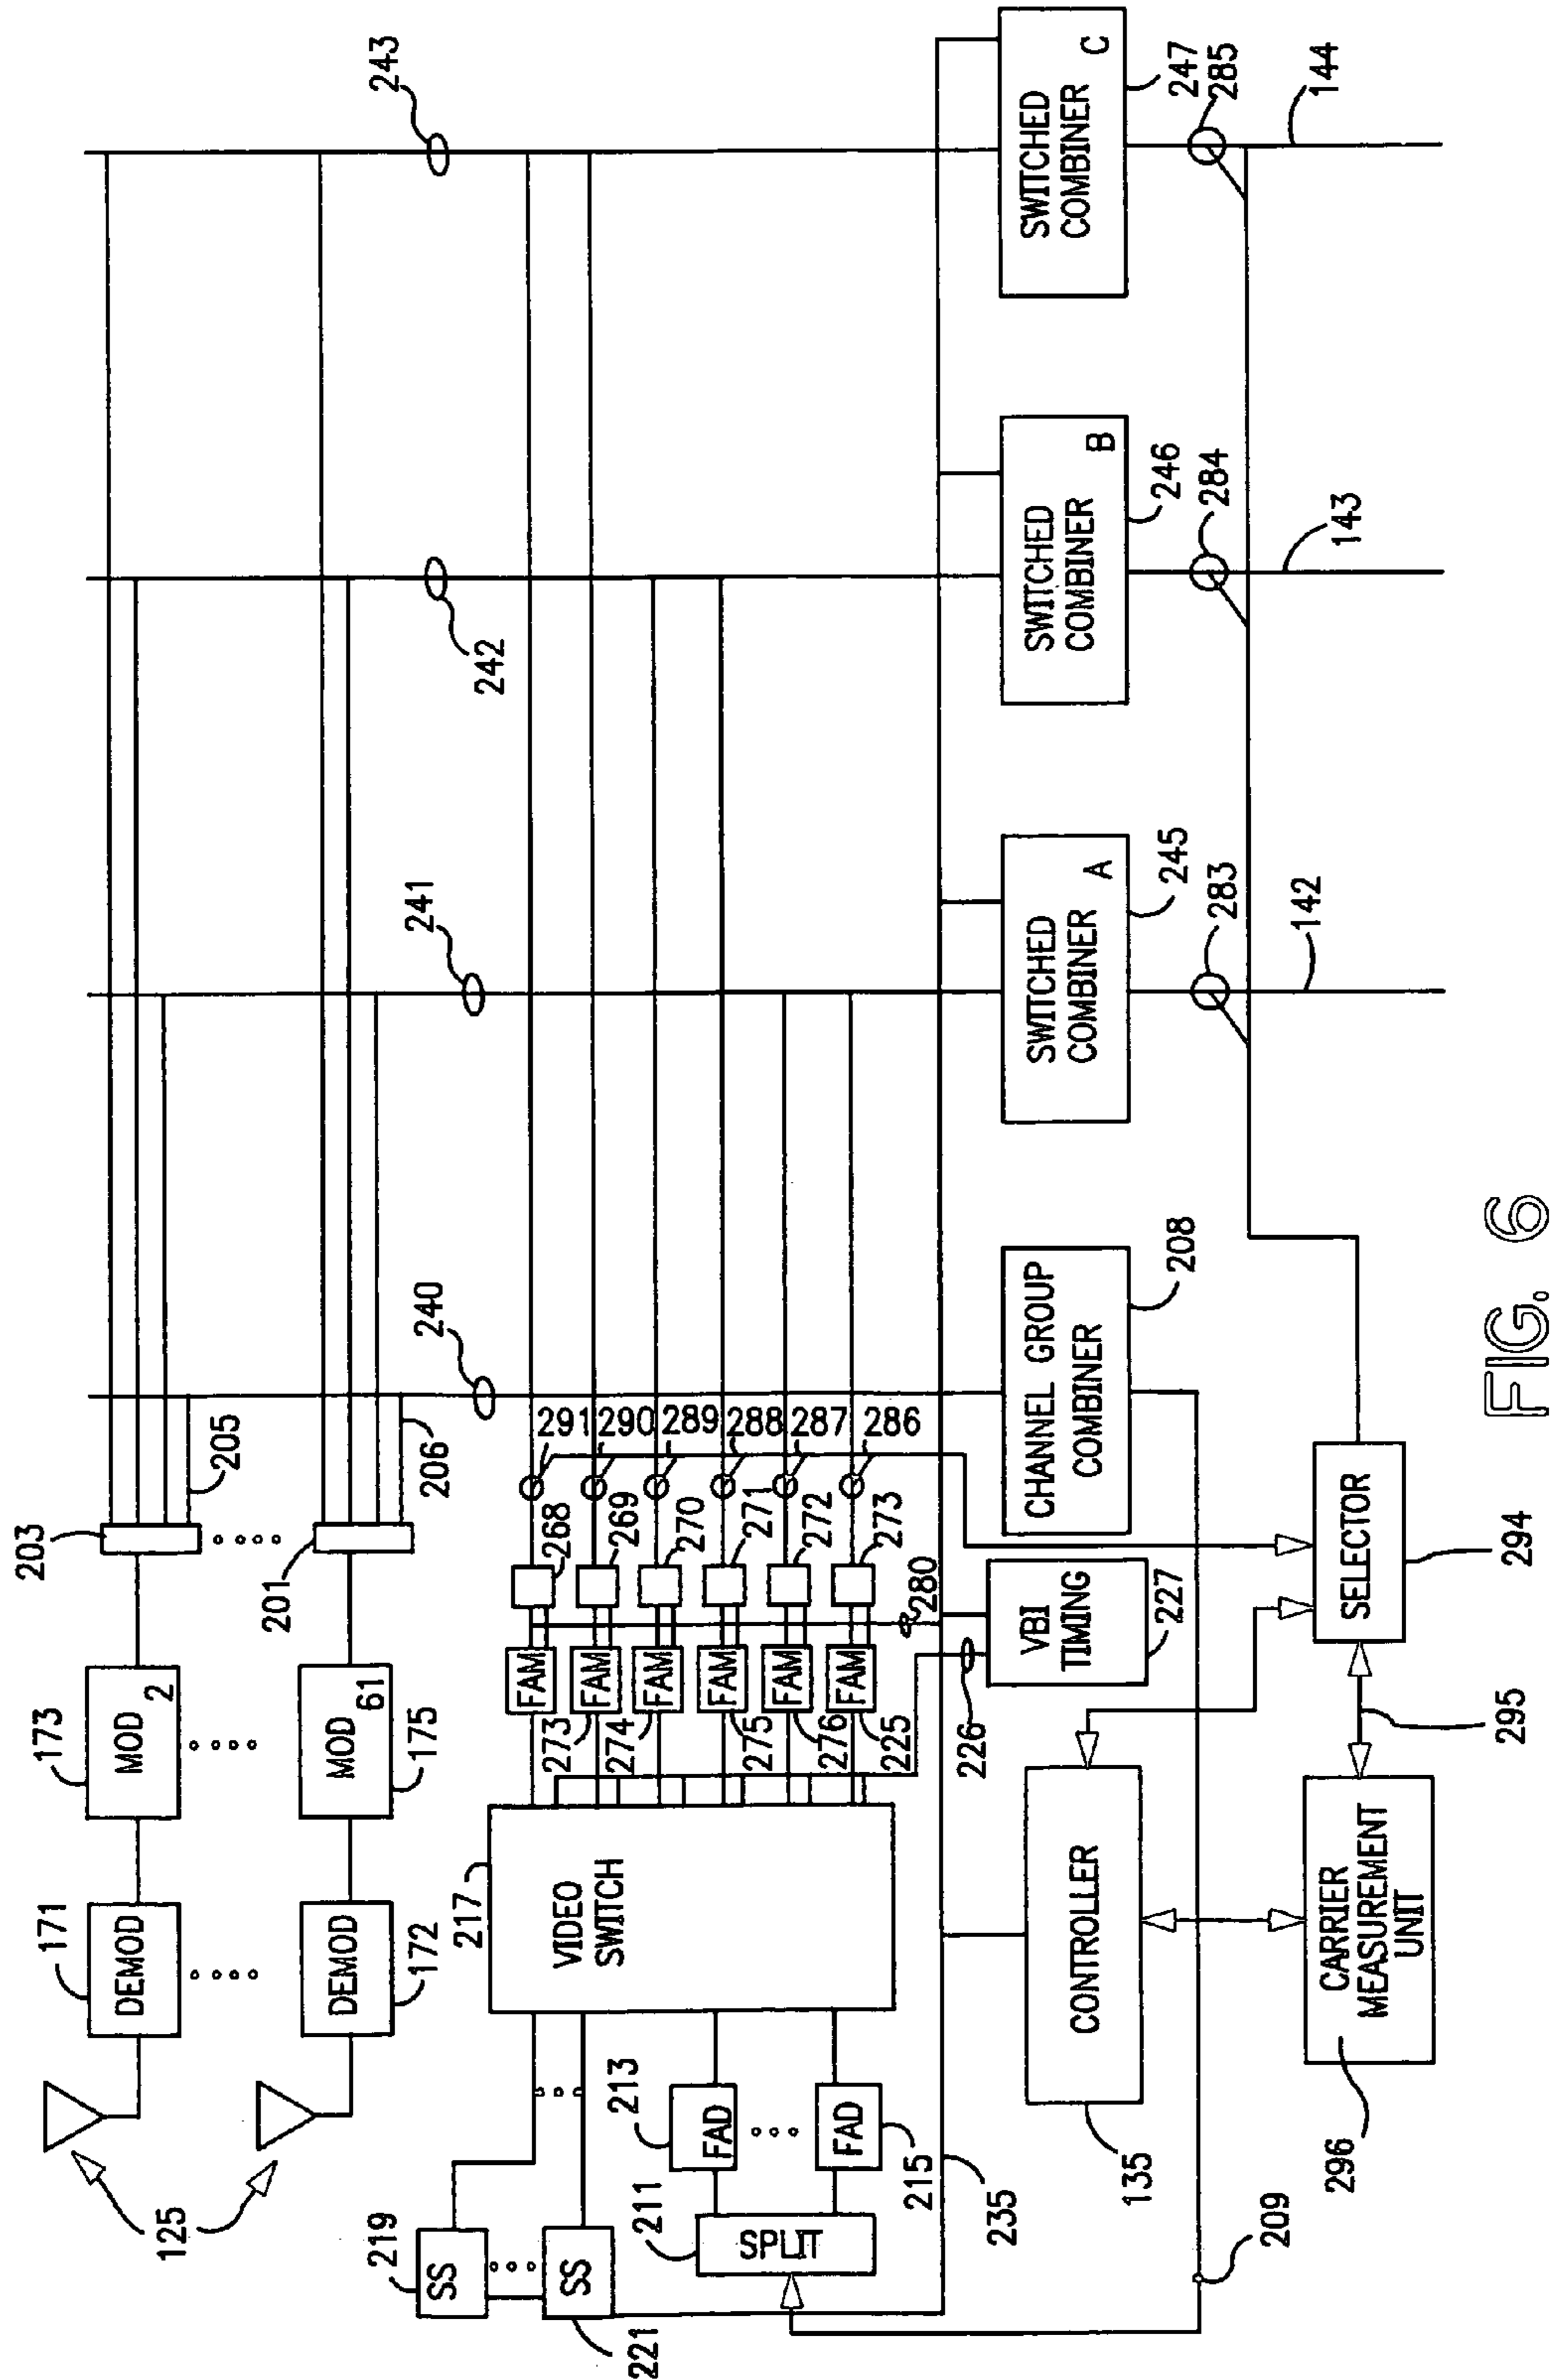 125
171
DEMOD
173
MOD
2
203
205
172
DEMOD
175
MOD
61
201
206
240
241
242
243
219
SS
221
SS
217
VIDEO
SWITCH
211
SPLIT
213
FAD
215
FAD
FAM
273
FAM
274
FAM
275
FAM
276
FAM
225
FAM
268
269
270
271
272
273
291
290
289
288
287
286
280
226
VBI
TIMING
227
235
135
CONTROLLER
209
296
CARRIER
MEASUREMENT
UNIT
295
SELECTOR
294
CHANNEL GROUP
COMBINER
208
SWITCHED
COMBINER
A
245
283
142
SWITCHED
COMBINER
B
246
284
143
SWITCHED
COMBINER
C
247
285
144
FIG. 6